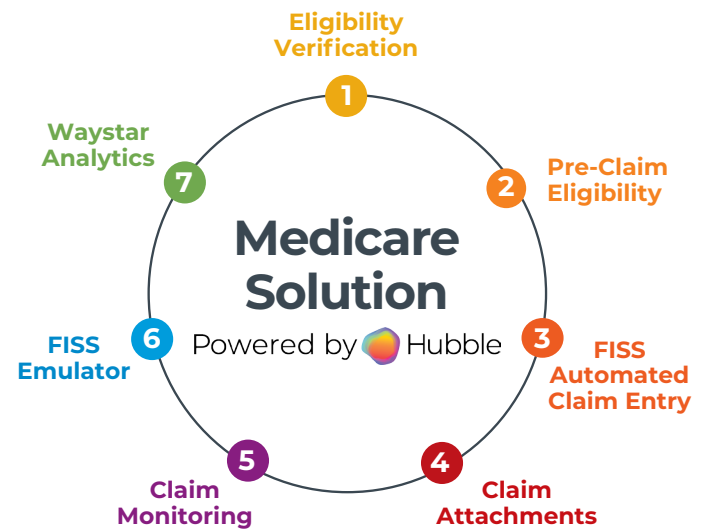 Eligibility
Verification
1
Pre-Claim
Eligibility
2
3
FISS
Automated
Claim Entry
4
Claim
Attachments
5
Claim
Monitoring
6
FISS
Emulator
7
Waystar
Analytics
Medicare
Solution
Powered by Hubble